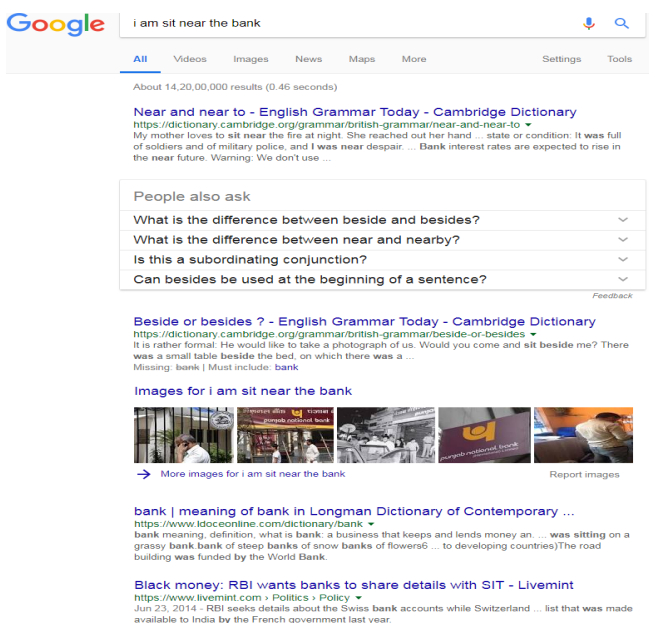 Google
i am sit near the bank
All Videos Images News Maps More Settings Tools
About 14,20,00,000 results (0.46 seconds)
Near and near to - English Grammar Today - Cambridge Dictionary
https://dictionary.cambridge.org/grammar/british-grammar/near-and-near-to
My mother loves to sit near the fire at night. She reached out her hand ... state or condition: It was full
of soldiers and of military police, and I was near despair. ... Bank interest rates are expected to rise in
the near future. Warning: We don't use ...
People also ask
What is the difference between beside and besides?
What is the difference between near and nearby?
Is this a subordinating conjunction?
Can besides be used at the beginning of a sentence?
Feedback
Beside or besides ? - English Grammar Today - Cambridge Dictionary
https://dictionary.cambridge.org/grammar/british-grammar/beside-or-besides
It is rather formal: He would like to take a photograph of us. Would you come and sit beside me? There
was a small table beside the bed, on which there was a ...
Missing: bank | Must include: bank
Images for i am sit near the bank
punjab national bank
punjab national bank
More images for i am sit near the bank Report images
bank | meaning of bank in Longman Dictionary of Contemporary ...
https://www.ldoceonline.com/dictionary/bank
bank meaning, definition, what is bank: a business that keeps and lends money an. ... was sitting on a
grassy bank.bank of steep banks of snow banks of flowers6 ... to developing countries)The road
building was funded by the World Bank.
Black money: RBI wants banks to share details with SIT - Livemint
https://www.livemint.com › Politics › Policy
Jun 23, 2014 - RBI seeks details about the Swiss bank accounts while Switzerland ... list that was made
available to India by the French government last year.